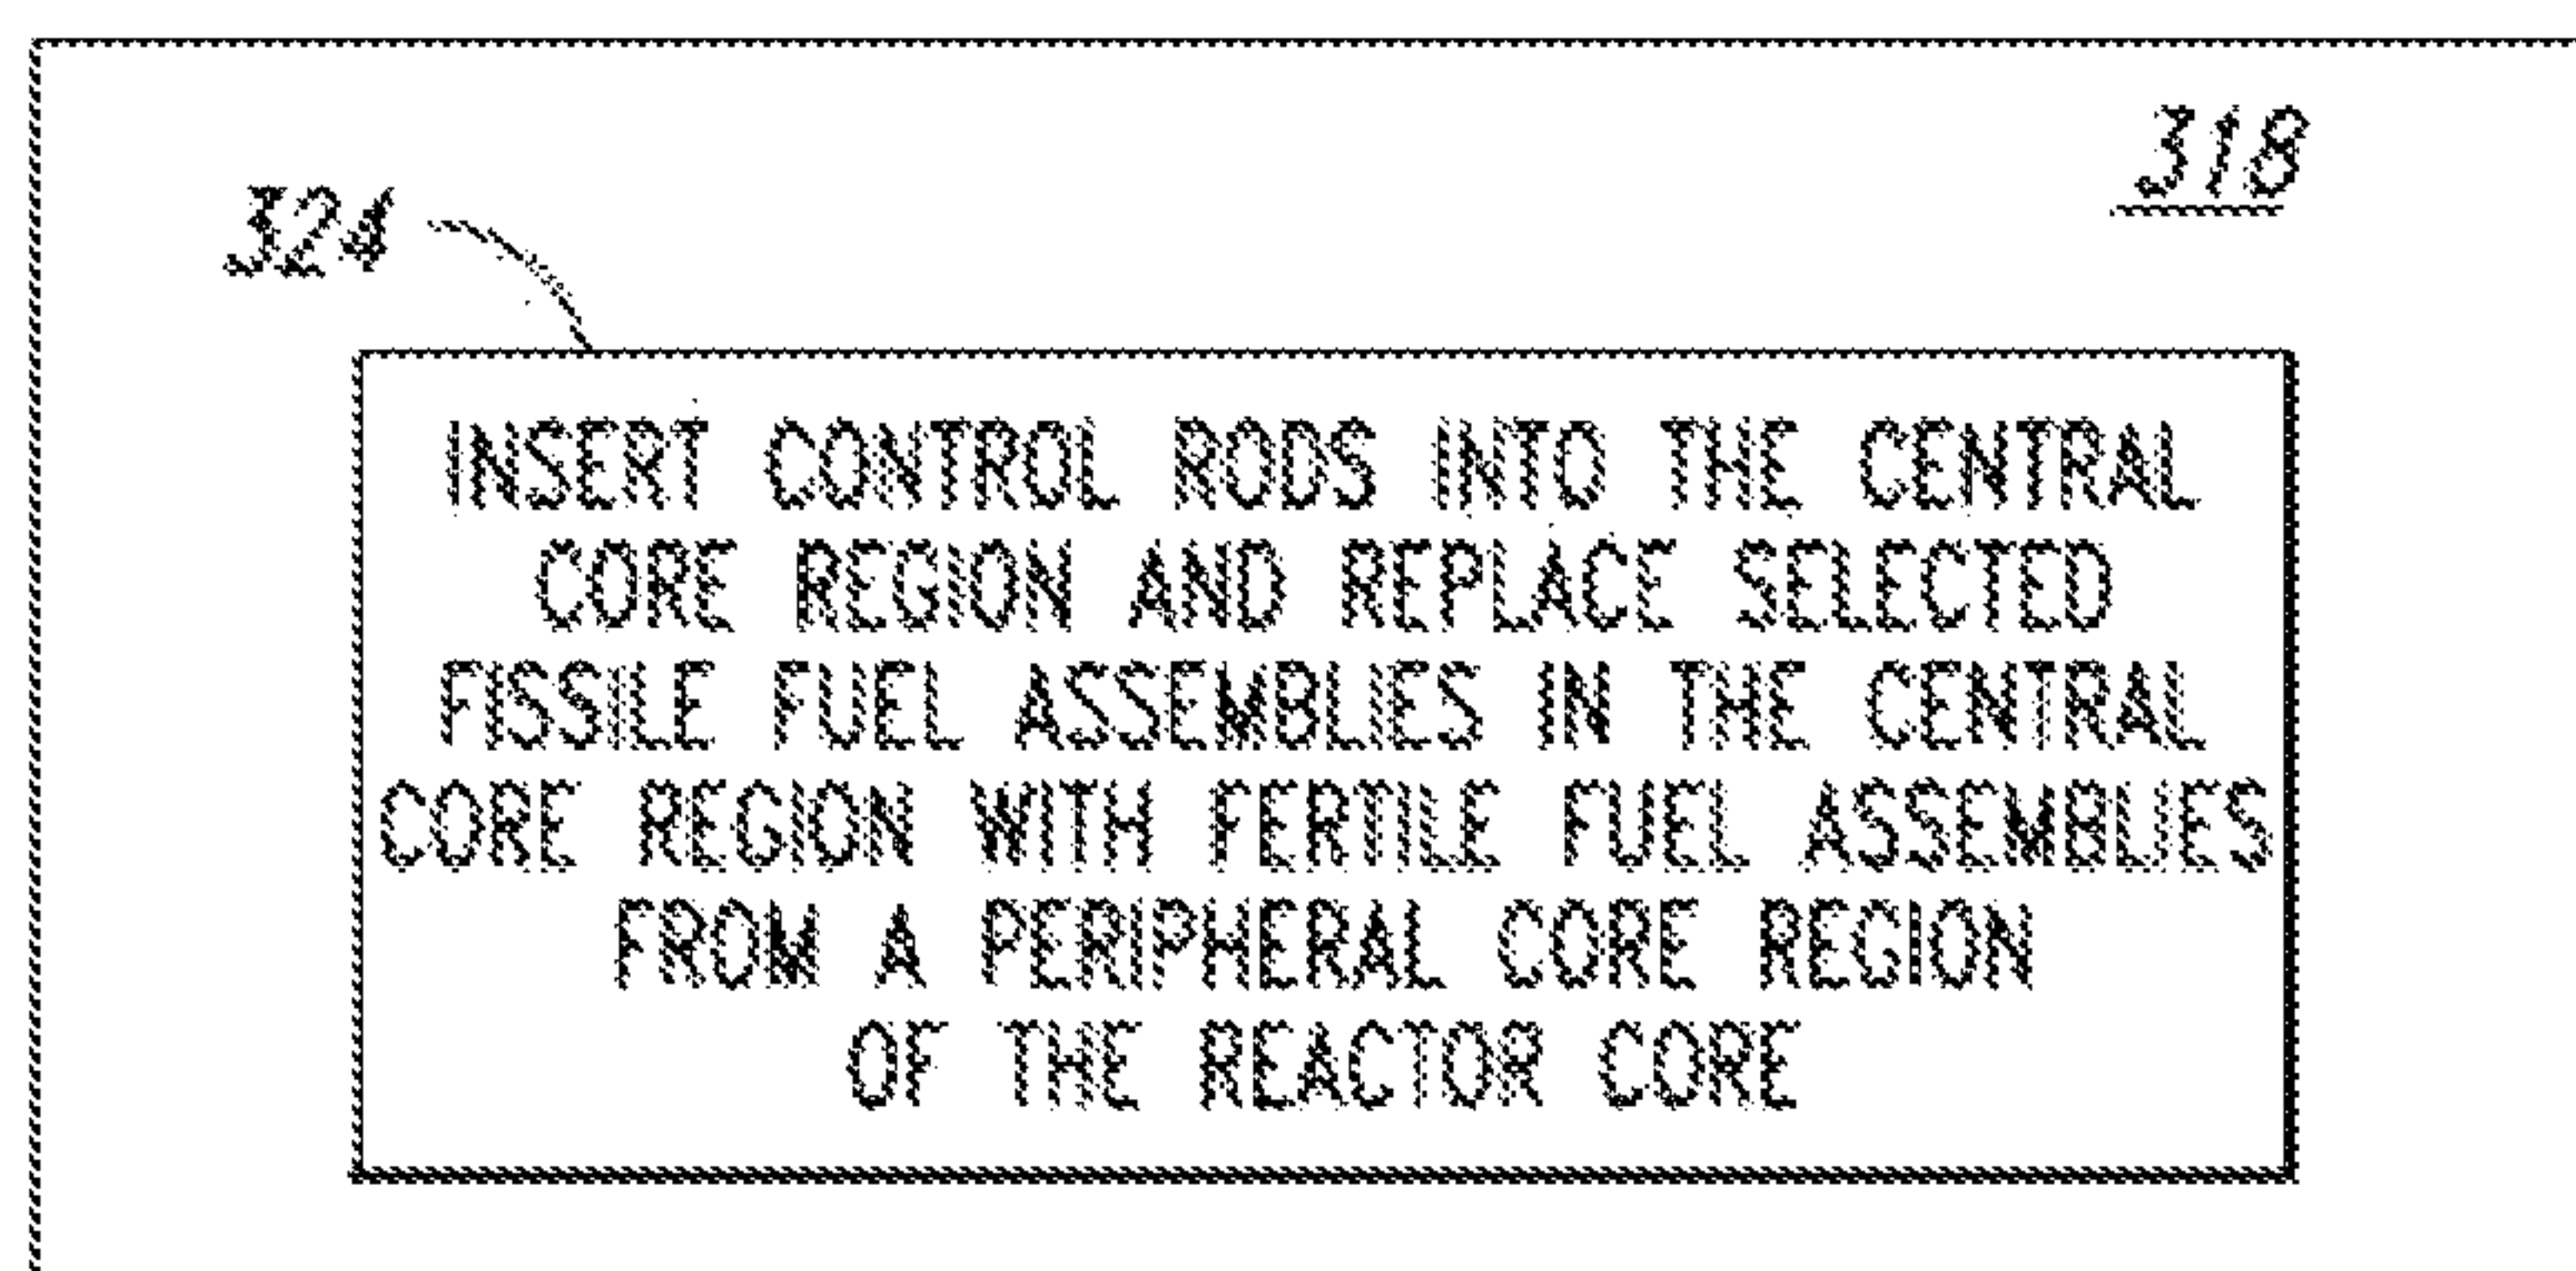 318
324
INSERT CONTROL RODS INTO THE CENTRAL
CORE REGION AND REPLACE SELECTED
FISSILE FUEL ASSEMBLIES IN THE CENTRAL
CORE REGION WITH FERTILE FUEL ASSEMBLIES
FROM A PERIPHERAL CORE REGION
OF THE REACTOR CORE